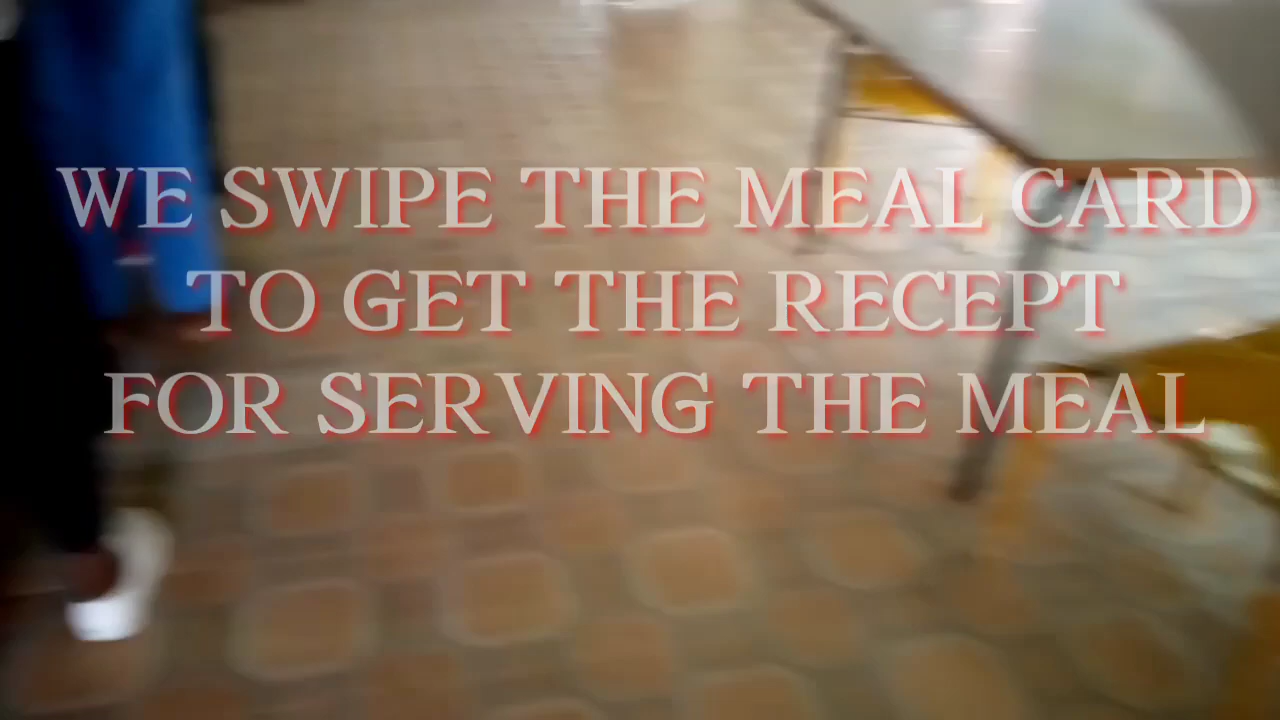 WE SWIPE THE MEAL CARD
TO GET THE RECEPT
FOR SERVING THE MEAL